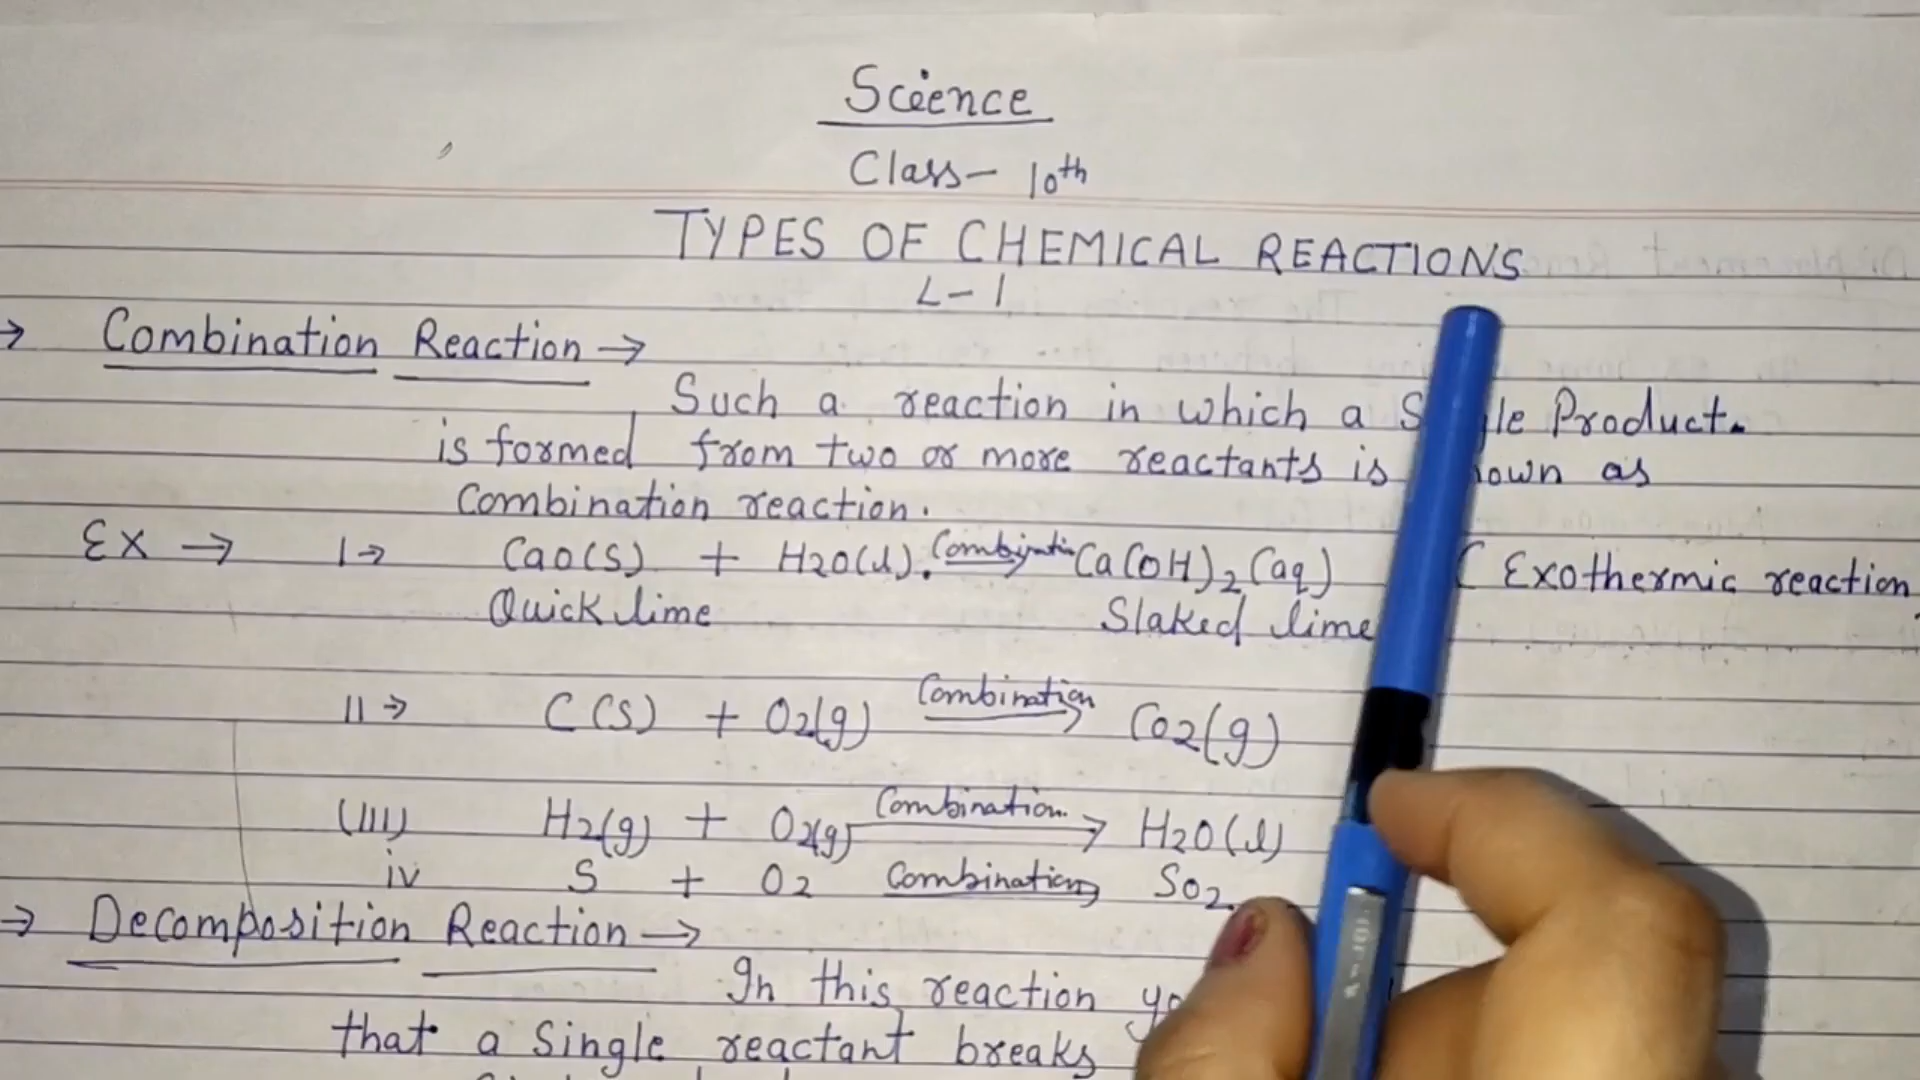 Science
Class- 10th
TYPES OF CHEMICAL REACTIONS
L-1
→ Combination Reaction →
Such a reaction in which a Product.
is formed from two or more reactants is as
Combination reaction.
Ex → I→ CaO(s) + H2O(l). Combination Ca(OH)2(aq) ( Exothermic reaction
Quick lime Slaked lime
II→ C(s) + O2(g) Combination CO2(g)
(III) H2(g) + O2(g) Combination H2O(l)
iv S + O2 Combination SO2.
→ Decomposition Reaction →
In this reaction
that a Single reactant breaks